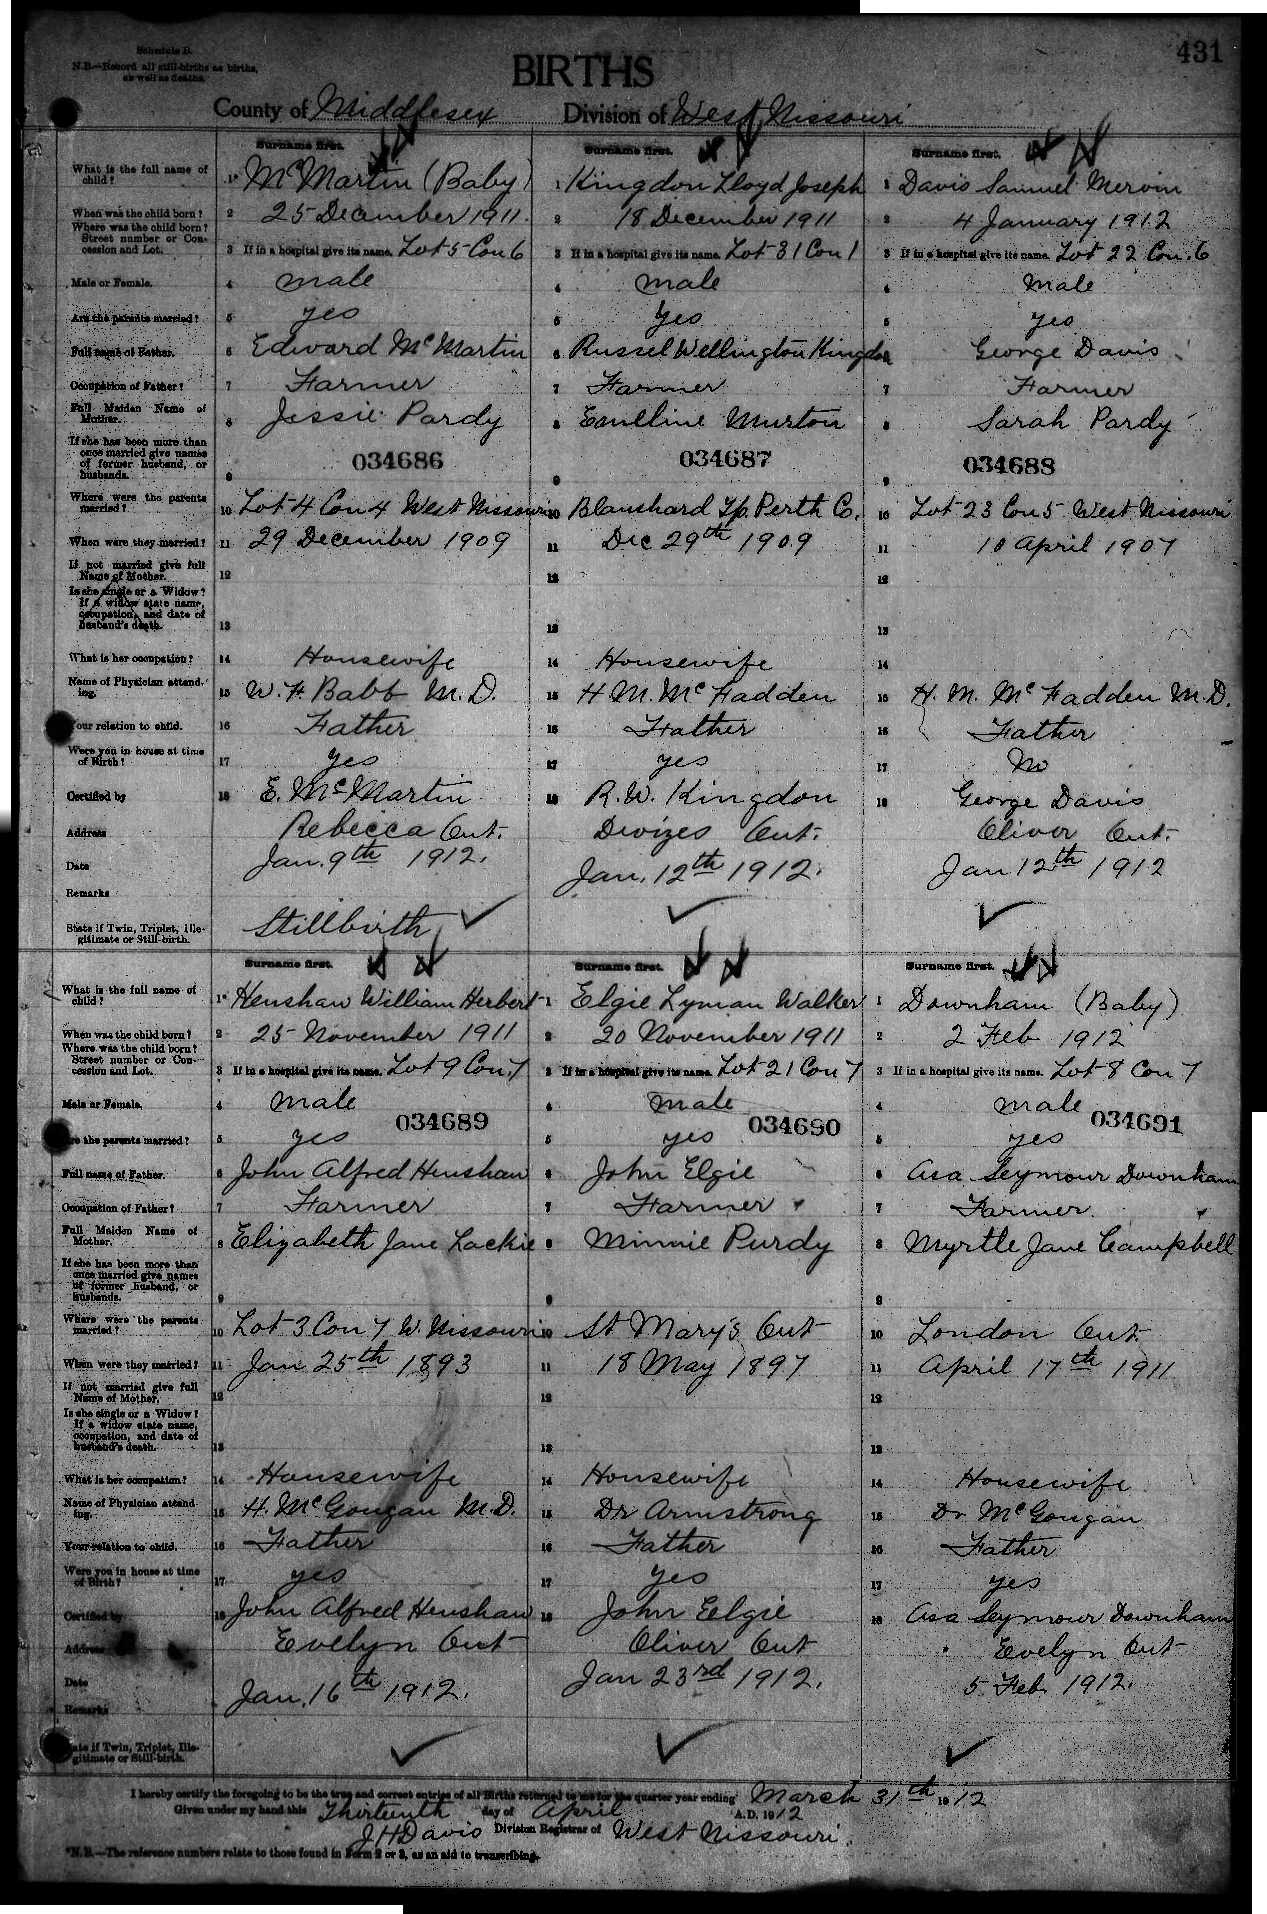 Schedule B.
N.B.—Record all still-births as births,
as well as deaths.
431
BIRTHS
County of Middlesex Division of West Nissouri
Surname first.
Surname first.
Surname first.
What is the full name of child? 1* McMartin (Baby) 1 Kingdon Lloyd Joseph 1 Davis Samuel Mervin
When was the child born? 2 25 December 1911. 2 18 December 1911 2 4 January 1912
Where was the child born? Street number or Concession and Lot. 3 If in a hospital give its name. Lot 5 Con 6 3 If in a hospital give its name. Lot 31 Con 1 3 If in a hospital give its name. Lot 22 Con. 6
Male or Female. 4 male 4 male 4 male
Are the parents married? 5 yes 5 yes 5 yes
Full name of Father. 6 Edward McMartin 6 Russel Wellington Kingdon 6 George Davis
Occupation of Father? 7 Farmer 7 Farmer 7 Farmer
Full Maiden Name of Mother. 8 Jessie Pardy 8 Emelline Murton 8 Sarah Pardy
If she has been more than once married give names of former husband, or husbands. 9 034686 9 034687 9 034688
Where were the parents married? 10 Lot 4 Con 4 West Nissouri 10 Blanshard Tp. Perth Co. 10 Lot 23 Con 5 West Nissouri
When were they married? 11 29 December 1909 11 Dec 29th 1909 11 10 April 1907
If not married give full Name of Mother. 12 12 12
Is she single or a Widow? If a widow state name, occupation, and date of husband's death. 13 13 13
What is her occupation? 14 Housewife 14 Housewife 14
Name of Physician attending. 15 W. F. Babb M.D. 15 H M. McFadden 15 H. M. McFadden M.D.
Your relation to child. 16 Father 16 Father 16 Father
Were you in house at time of Birth? 17 yes 17 yes 17 No
Certified by 18 E. McMartin 18 R. W. Kingdon 18 George Davis
Address Rebecca Ont. Devizes Ont. Oliver Ont.
Date Jan. 9th 1912. Jan. 12th 1912. Jan 12th 1912
Remarks
State if Twin, Triplet, Illegitimate or Still-birth. Stillbirth
Surname first.
Surname first.
Surname first.
What is the full name of child? 1* Henshaw William Herbert 1 Elgie Lyman Walker 1 Downham (Baby)
When was the child born? 2 25 November 1911 2 20 November 1911 2 2 Feb 1912
Where was the child born? Street number or Concession and Lot. 3 If in a hospital give its name. Lot 9 Con. 7 3 If in a hospital give its name. Lot 21 Con 7 3 If in a hospital give its name. Lot 8 Con 7
Male or Female. 4 male 4 male 4 male
034689 034690 034691
Are the parents married? 5 yes 5 yes 5 yes
Full name of Father. 6 John Alfred Henshaw 6 John Elgie 6 Asa Seymour Downham
Occupation of Father? 7 Farmer 7 Farmer 7 Farmer
Full Maiden Name of Mother. 8 Elizabeth Jane Lackie 8 Minnie Purdy 8 Myrtle Jane Campbell
If she has been more than once married give names of former husband, or husbands. 9 9 9
Where were the parents married? 10 Lot 3 Con 7 W. Nissouri 10 St Mary's Ont 10 London Ont.
When were they married? 11 Jan 25th 1893 11 18 May 1897 11 April 17th 1911
If not married give full Name of Mother. 12 12 12
Is she single or a Widow? If a widow state name, occupation, and date of husband's death. 13 13 13
What is her occupation? 14 Housewife 14 Housewife 14 Housewife
Name of Physician attending. 15 H. McGougan M.D. 15 Dr Armstrong 15 Dr. McGougan
Your relation to child. 16 Father 16 Father 16 Father
Were you in house at time of Birth? 17 yes 17 yes 17 yes
Certified by 18 John Alfred Henshaw 18 John Elgie 18 Asa Seymour Downham
Address Evelyn Ont Oliver Ont Evelyn Ont
Date Jan. 16th 1912. Jan 23rd 1912. 5 Feb 1912.
Remarks
State if Twin, Triplet, Illegitimate or Still-birth.
I hereby certify the foregoing to be the true and correct entries of all Births returned to me for the quarter year ending March 31th 1912
Given under my hand this Thirteenth day of April A.D. 1912
J H Davis Division Registrar of West Nissouri.
*N.B.—The reference numbers relate to those found in Form 2 or 3, as an aid to transcribing.